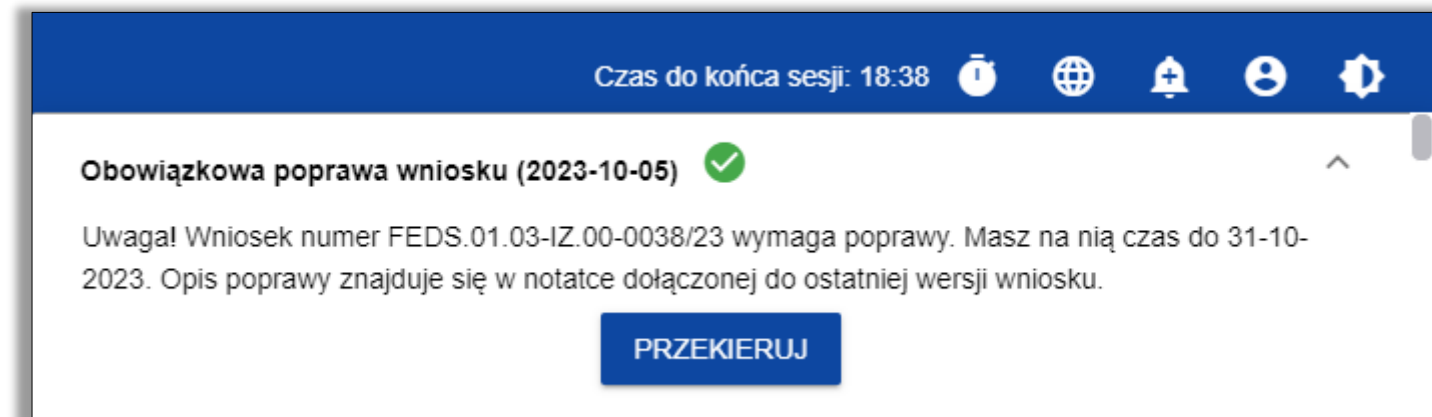 Czas do końca sesji: 18:38
Obowiązkowa poprawa wniosku (2023-10-05)
Uwaga! Wniosek numer FEDS.01.03-IZ.00-0038/23 wymaga poprawy. Masz na nią czas do 31-10-
2023. Opis poprawy znajduje się w notatce dołączonej do ostatniej wersji wniosku.
PRZEKIERUJ